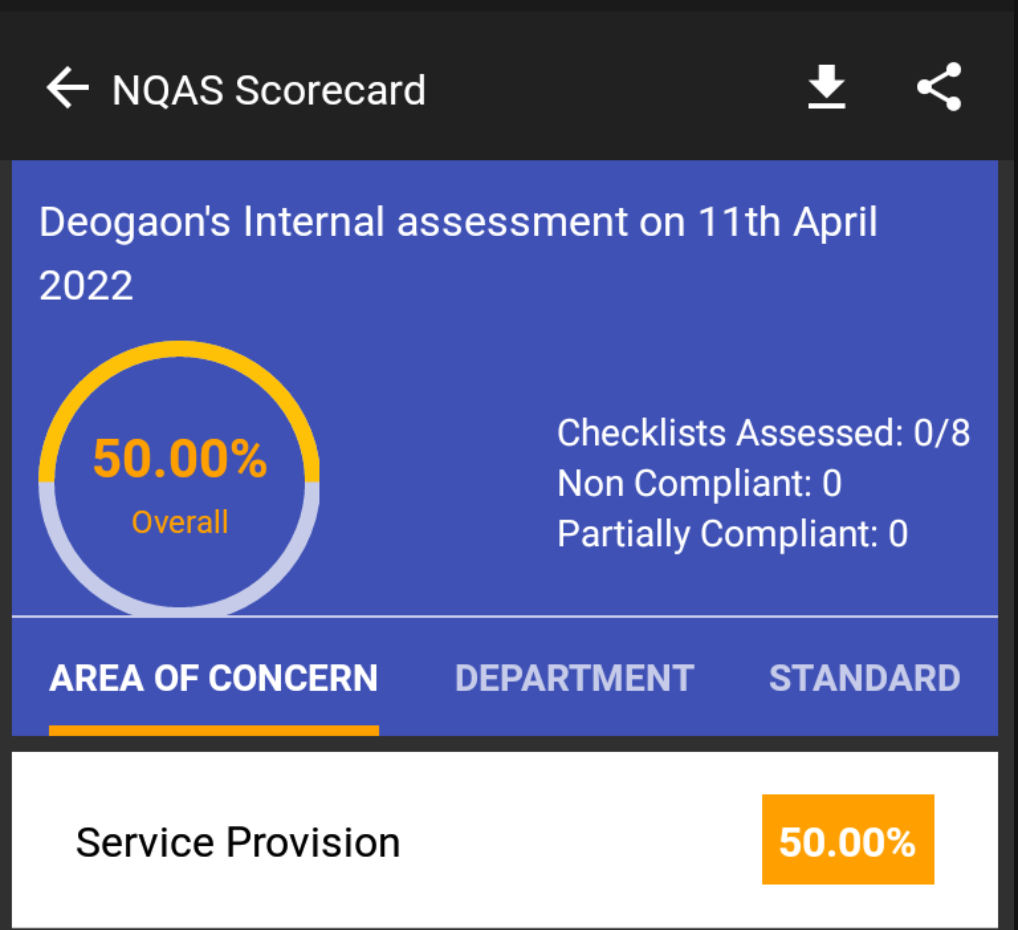 NQAS Scorecard
Deogaon's Internal assessment on 11th April
2022
50.00%
Overall
Checklists Assessed: 0/8
Non Compliant: 0
Partially Compliant: 0
AREA OF CONCERN
DEPARTMENT
STANDARD
Service Provision
50.00%